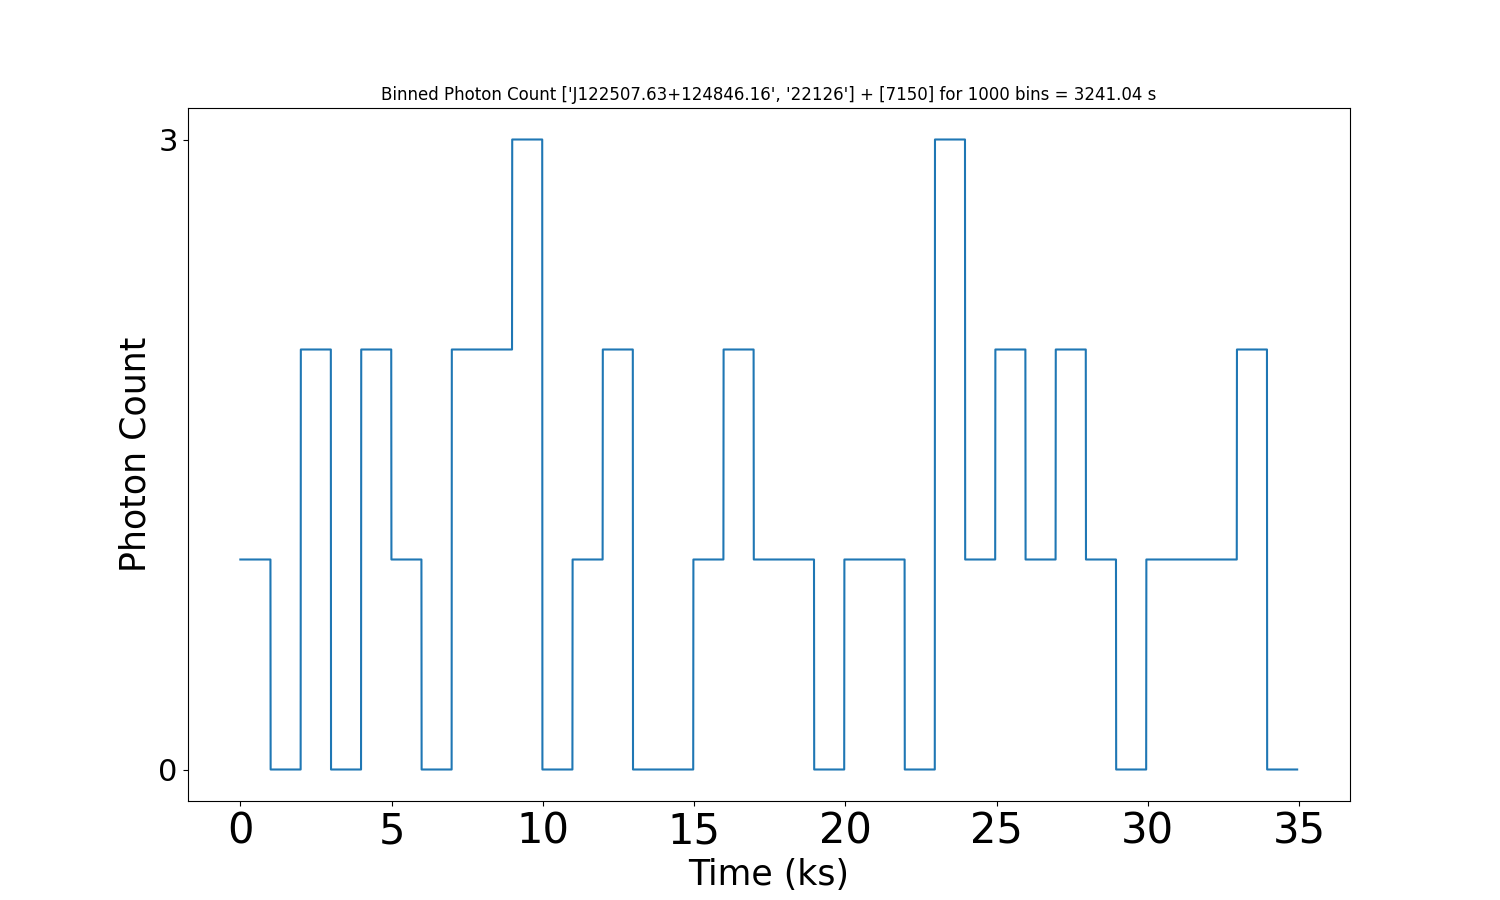 Binned Photon Count ['J122507.63+124846.16', '22126'] + [7150] for 1000 bins = 3241.04 s
3
Photon Count
0
0 5 10 15 20 25 30 35
Time (ks)